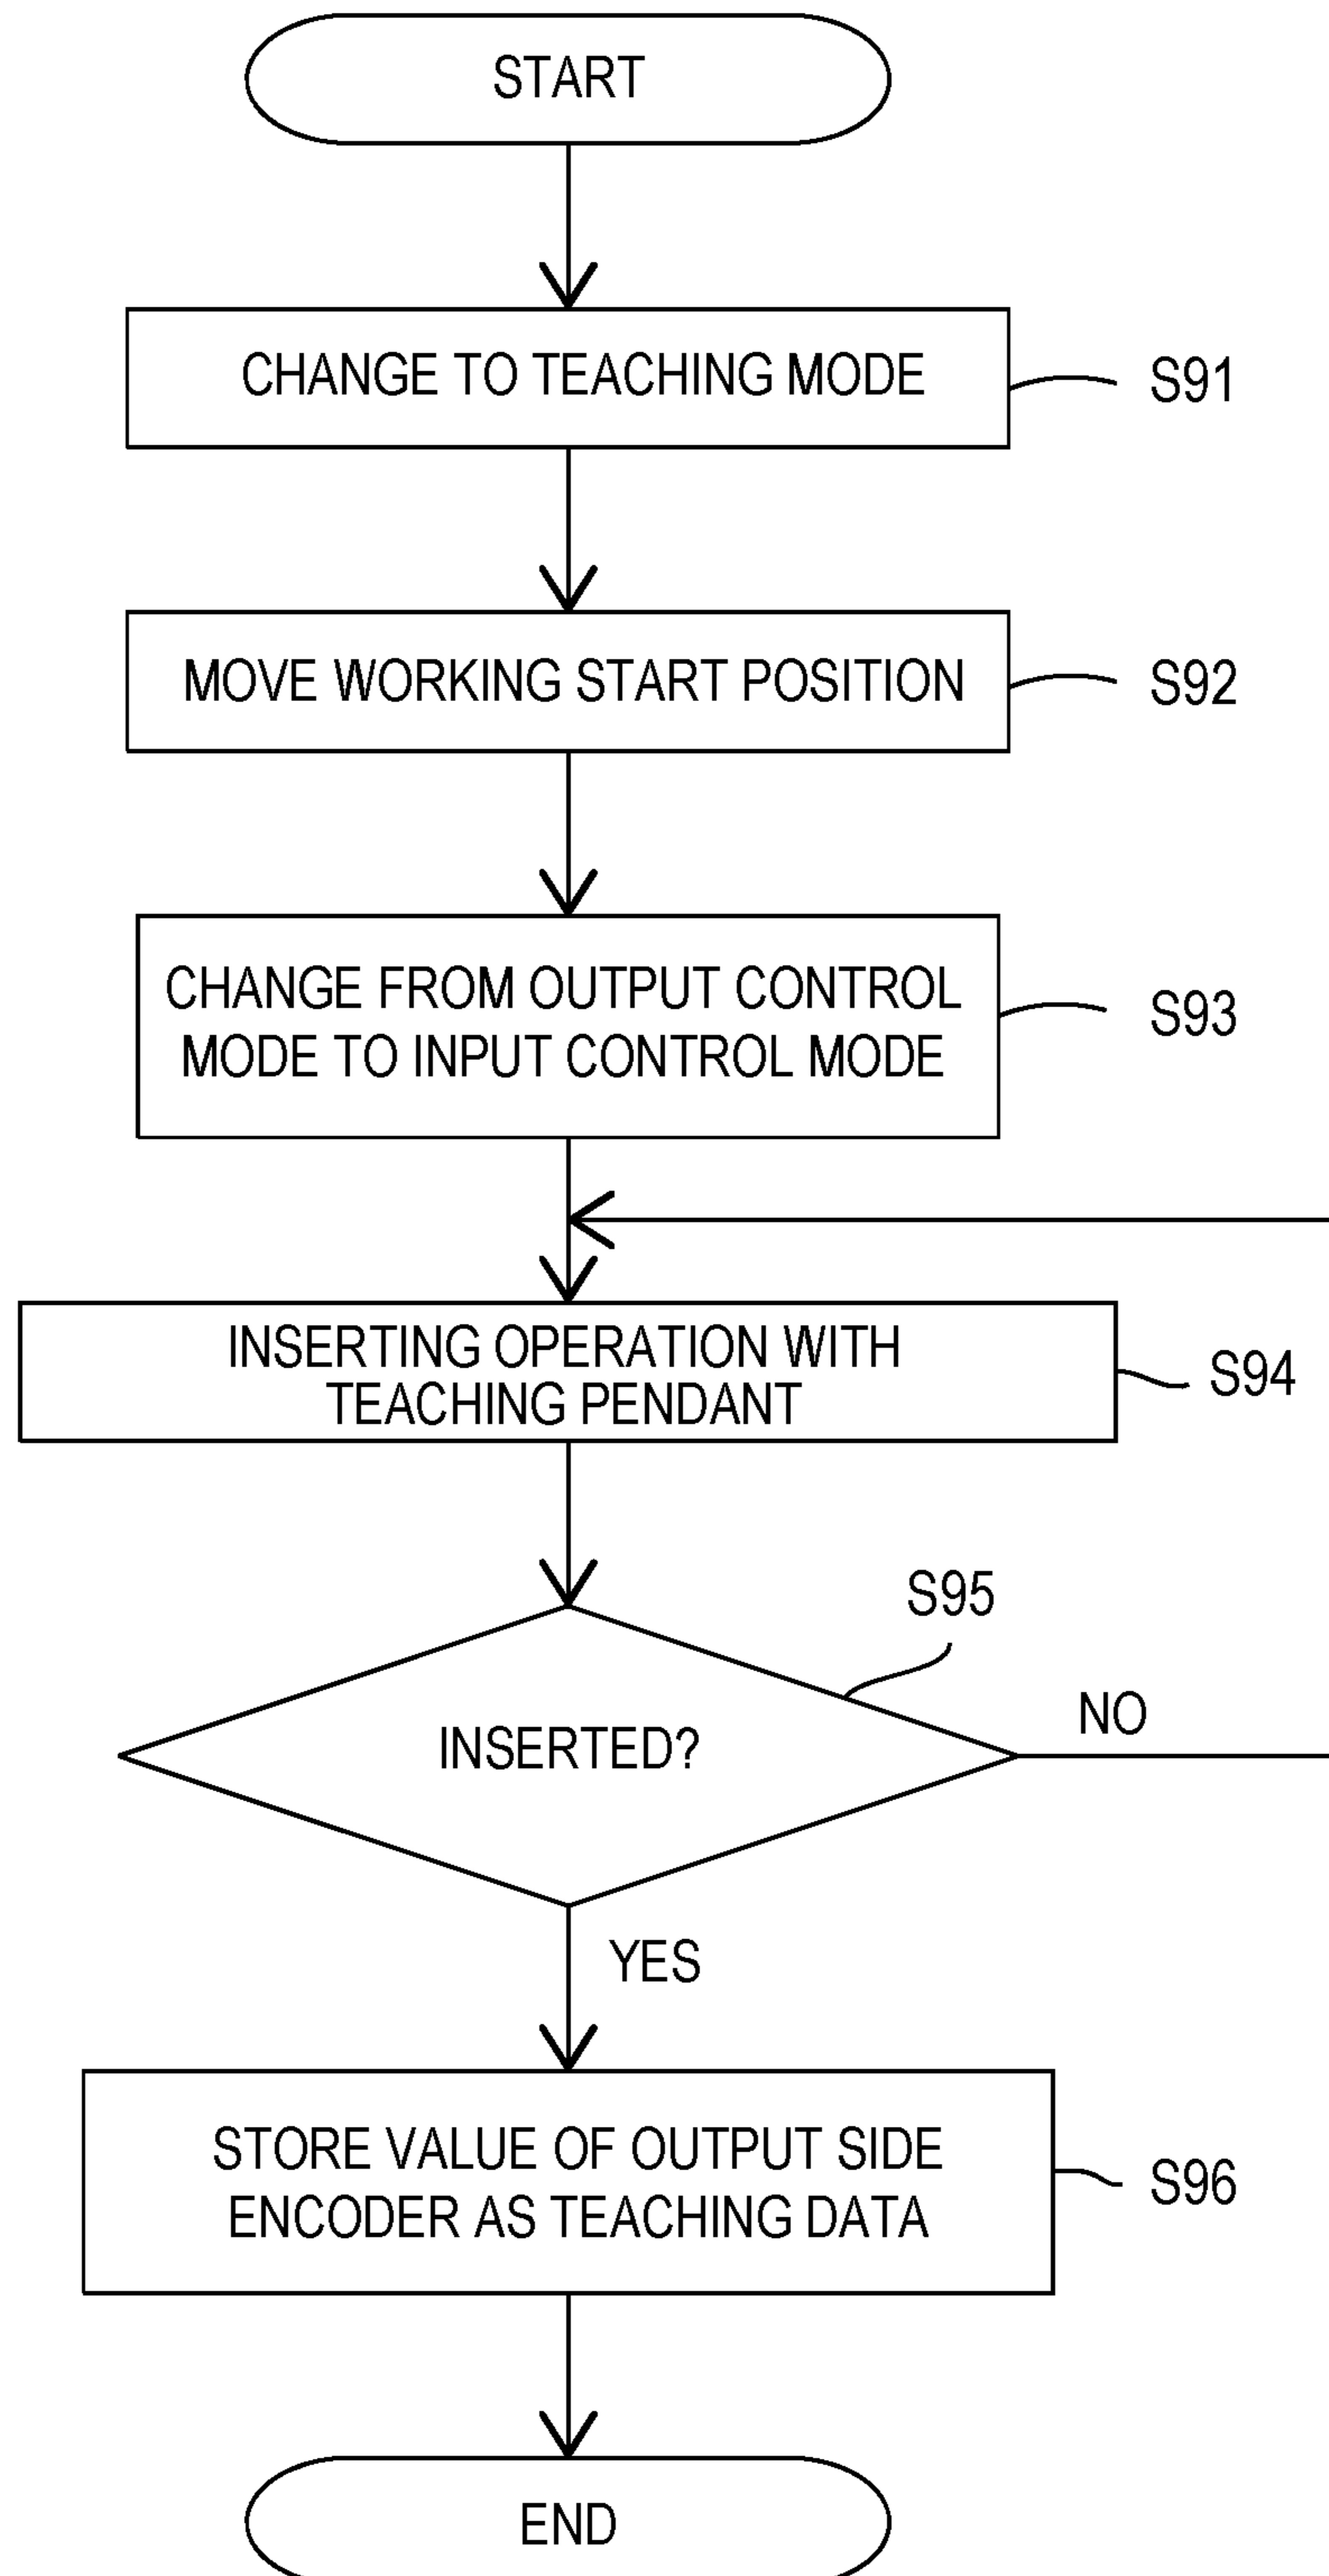 START
CHANGE TO TEACHING MODE
S91
MOVE WORKING START POSITION
S92
CHANGE FROM OUTPUT CONTROL
MODE TO INPUT CONTROL MODE
S93
INSERTING OPERATION WITH
TEACHING PENDANT
S94
S95
INSERTED?
NO
YES
STORE VALUE OF OUTPUT SIDE
ENCODER AS TEACHING DATA
S96
END